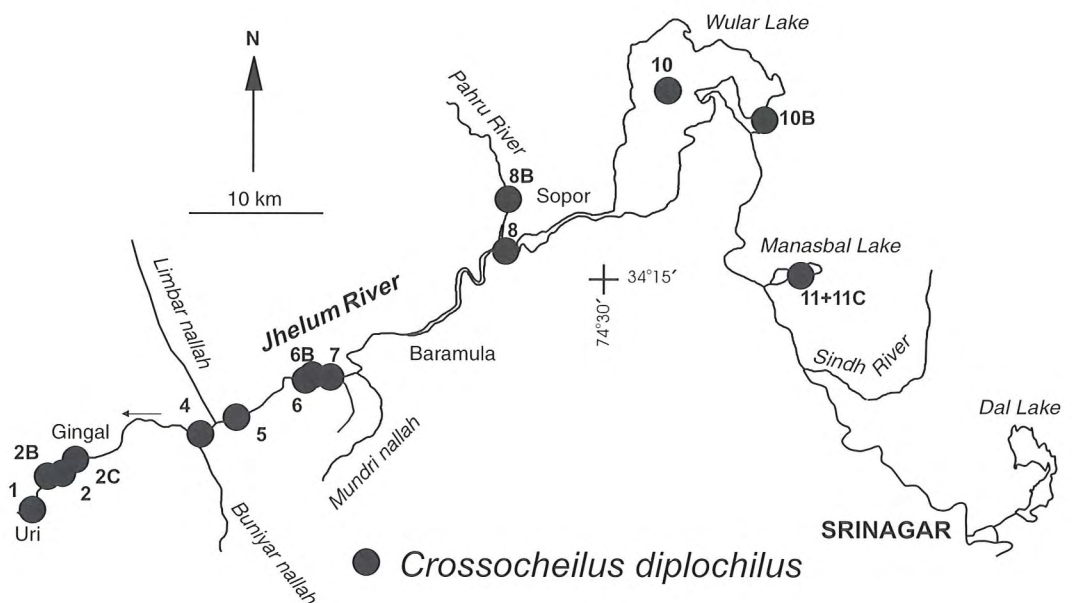 Wular Lake
N
10
Pahru River
10B
8B
10 km
Sopor
8
Manasbal Lake
34°15′
Limbar nallah
74°30′
11+11C
Jhelum River
Baramula
6B
7
Sindh River
6
4
Dal Lake
5
Gingal
2B
Mundri nallah
2C
2
1
Uri
Buniyar nallah
SRINAGAR
Crossocheilus diplochilus